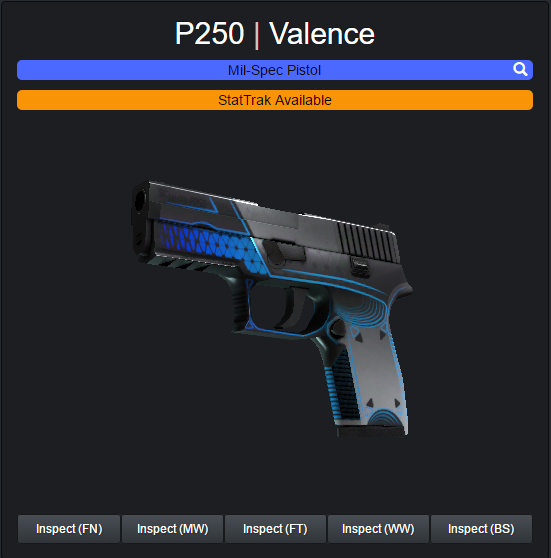 P250 | Valence
Mil-Spec Pistol
StatTrak Available
Inspect (FN)
Inspect (MW)
Inspect (FT)
Inspect (WW)
Inspect (BS)